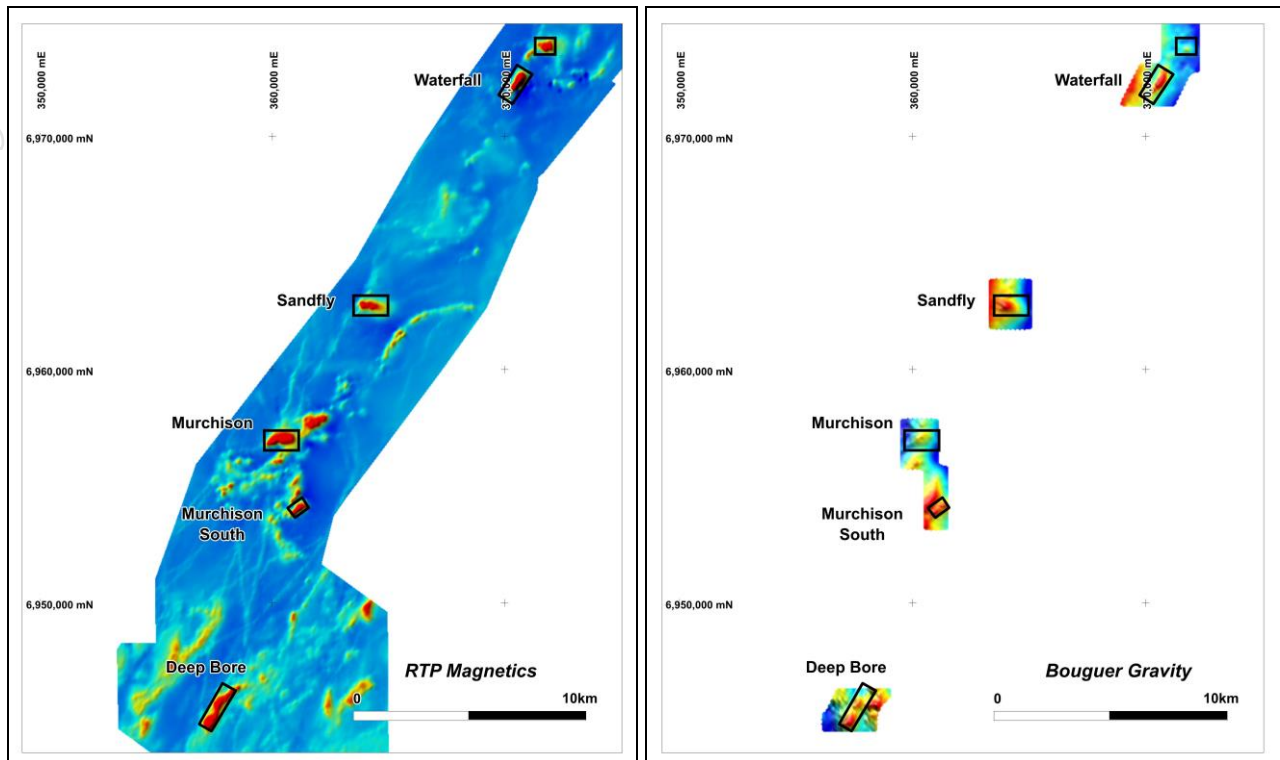 350,000 mE
360,000 mE
370,000 mE
Waterfall
6,970,000 mN
Sandfly
6,960,000 mN
Murchison
Murchison
South
6,950,000 mN
Deep Bore
RTP Magnetics
0
10km
350,000 mE
360,000 mE
370,000 mE
Waterfall
6,970,000 mN
Sandfly
6,960,000 mN
Murchison
Murchison
South
6,950,000 mN
Deep Bore
Bouguer Gravity
0
10km